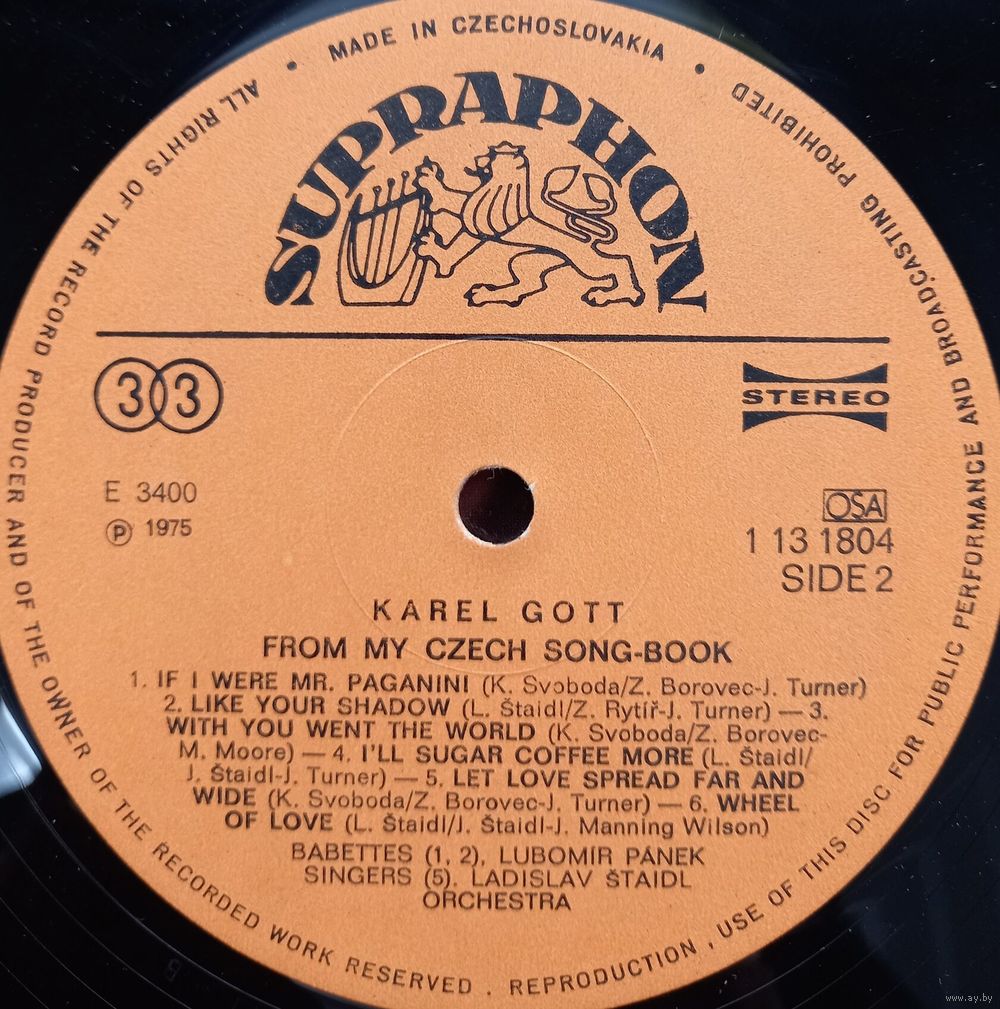 ALL RIGHTS OF THE RECORD PRODUCER AND OF THE OWNER OF THE RECORDED WORK RESERVED . REPRODUCTION , USE OF THIS DISC FOR PUBLIC PERFORMANCE AND BROADCASTING PROHIBITED
• MADE IN CZECHOSLOVAKIA •
SUPRAPHON
33
STEREO
E 3400
℗ 1975
OSA
1 13 1804
SIDE 2
KAREL GOTT
FROM MY CZECH SONG-BOOK
1. IF I WERE MR. PAGANINI (K. Svoboda/Z. Borovec-J. Turner)
2. LIKE YOUR SHADOW (L. Štaidl/Z. Rytíř-J. Turner) — 3.
WITH YOU WENT THE WORLD (K. Svoboda/Z. Borovec-
M. Moore) — 4. I'LL SUGAR COFFEE MORE (L. Štaidl/
J. Štaidl-J. Turner) — 5. LET LOVE SPREAD FAR AND
WIDE (K. Svoboda/Z. Borovec-J. Turner) — 6. WHEEL
OF LOVE (L. Štaidl/J. Štaidl-J. Manning Wilson)
BABETTES (1, 2), LUBOMÍR PÁNEK
SINGERS (5). LADISLAV ŠTAIDL
ORCHESTRA
www.ay.by